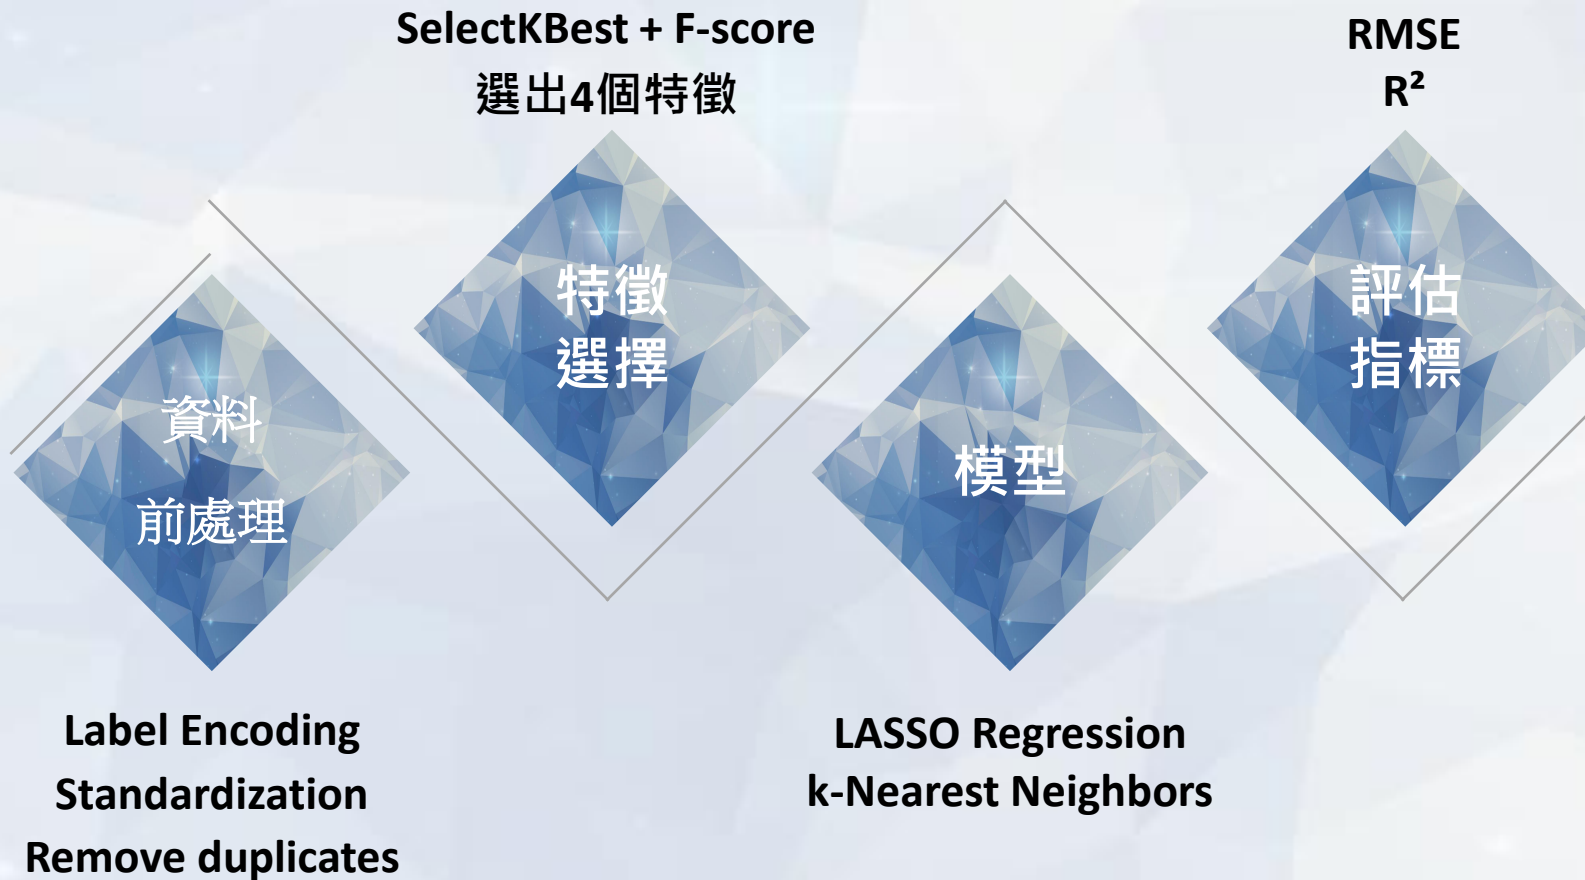 資料
前處理
Label Encoding
Standardization
Remove duplicates
SelectKBest + F-score
選出4個特徵
特徵
選擇
模型
LASSO Regression
k-Nearest Neighbors
RMSE
R²
評估
指標